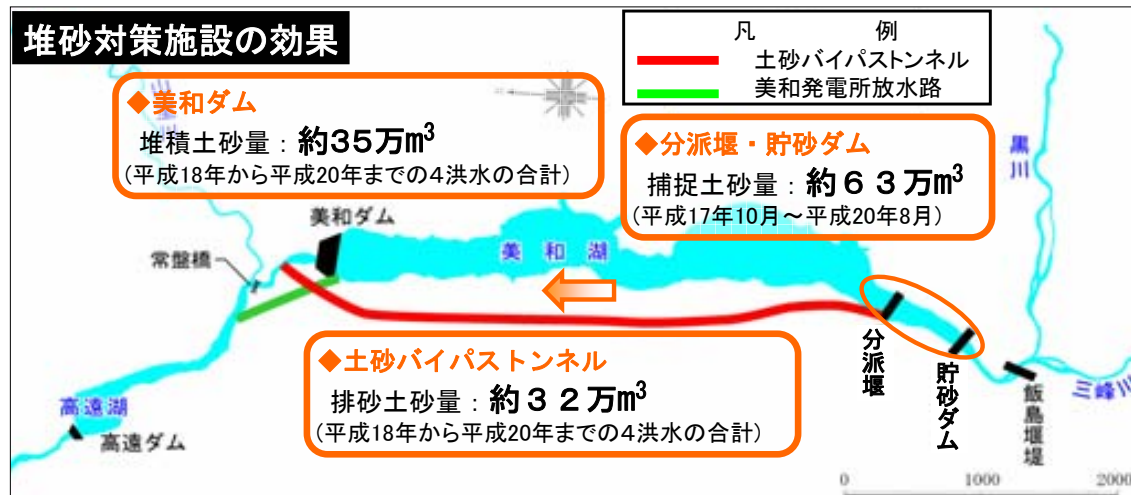 堆砂対策施設の効果
凡 例
土砂バイパストンネル
美和発電所放水路
◆美和ダム
堆積土砂量：約35万m³
(平成18年から平成20年までの4洪水の合計)
◆分派堰・貯砂ダム
捕捉土砂量：約６３万m³
(平成17年10月～平成20年8月)
黒川
美和ダム
常盤橋
美和湖
分派堰
貯砂ダム
飯島堰堤
三峰川
◆土砂バイパストンネル
排砂土砂量：約３２万m³
(平成18年から平成20年までの4洪水の合計)
高遠湖
高遠ダム
0 1000 2000